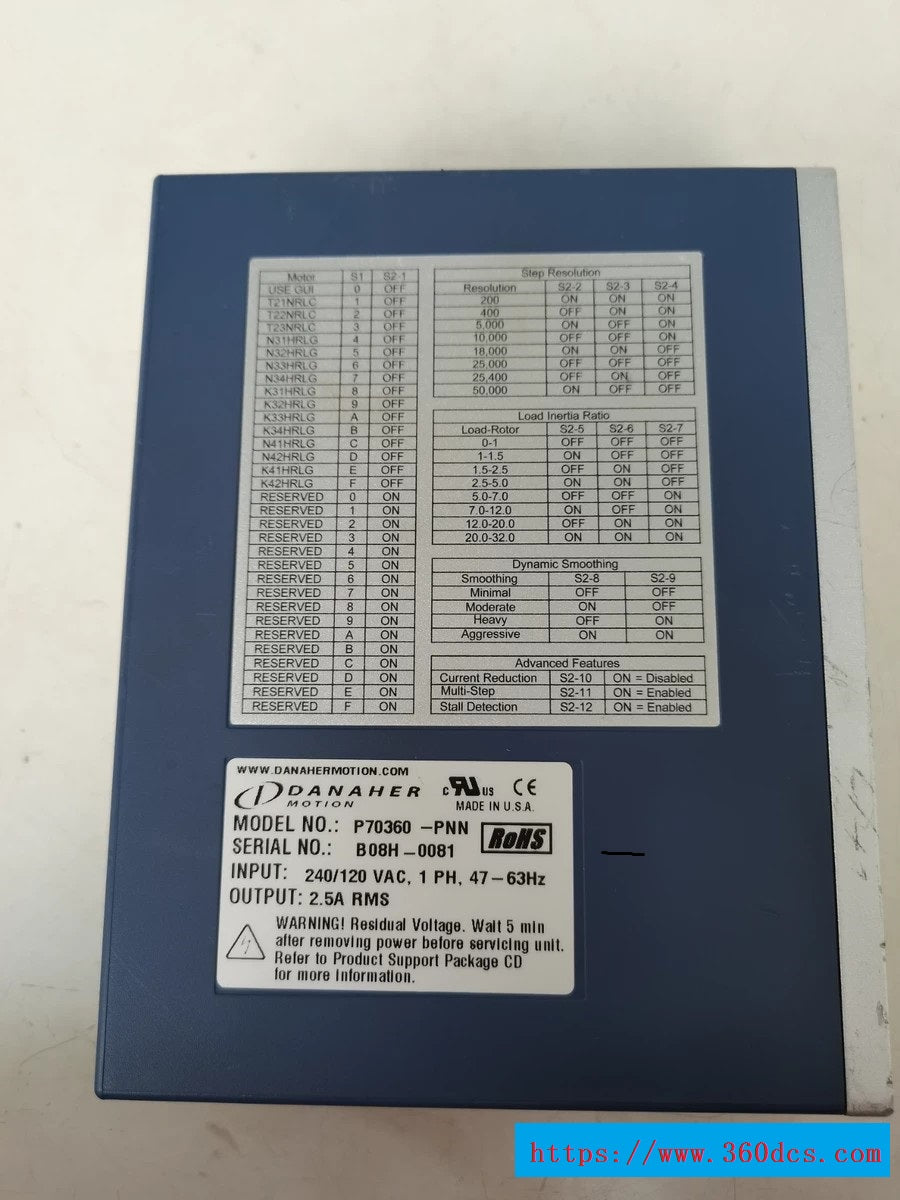 Motor S1 S2-1
USE GUI 0 OFF
T21NRLC 1 OFF
T22NRLC 2 OFF
T23NRLC 3 OFF
N31HRLG 4 OFF
N32HRLG 5 OFF
N33HRLG 6 OFF
N34HRLG 7 OFF
K31HRLG 8 OFF
K32HRLG 9 OFF
K33HRLG A OFF
K34HRLG B OFF
N41HRLG C OFF
N42HRLG D OFF
K41HRLG E OFF
K42HRLG F OFF
RESERVED 0 ON
RESERVED 1 ON
RESERVED 2 ON
RESERVED 3 ON
RESERVED 4 ON
RESERVED 5 ON
RESERVED 6 ON
RESERVED 7 ON
RESERVED 8 ON
RESERVED 9 ON
RESERVED A ON
RESERVED B ON
RESERVED C ON
RESERVED D ON
RESERVED E ON
RESERVED F ON
Step Resolution
Resolution S2-2 S2-3 S2-4
200 ON ON ON
400 OFF ON ON
5,000 ON OFF ON
10,000 OFF OFF ON
18,000 ON ON OFF
25,000 OFF OFF OFF
25,400 OFF ON OFF
50,000 ON OFF OFF
Load Inertia Ratio
Load-Rotor S2-5 S2-6 S2-7
0-1 OFF OFF OFF
1-1.5 ON OFF OFF
1.5-2.5 OFF ON OFF
2.5-5.0 ON ON OFF
5.0-7.0 OFF OFF ON
7.0-12.0 ON OFF ON
12.0-20.0 OFF ON ON
20.0-32.0 ON ON ON
Dynamic Smoothing
Smoothing S2-8 S2-9
Minimal OFF OFF
Moderate ON OFF
Heavy OFF ON
Aggressive ON ON
Advanced Features
Current Reduction S2-10 ON = Disabled
Multi-Step S2-11 ON = Enabled
Stall Detection S2-12 ON = Enabled
WWW.DANAHERMOTION.COM
DANAHER
MOTION
C RU US CE
MADE IN U.S.A.
MODEL NO.: P70360 -PNN
RoHS
SERIAL NO.: B08H-0081
INPUT: 240/120 VAC, 1 PH, 47-63Hz
OUTPUT: 2.5A RMS
WARNING! Residual Voltage. Wait 5 min
after removing power before servicing unit.
Refer to Product Support Package CD
for more Information.
https://www.360dcs.com